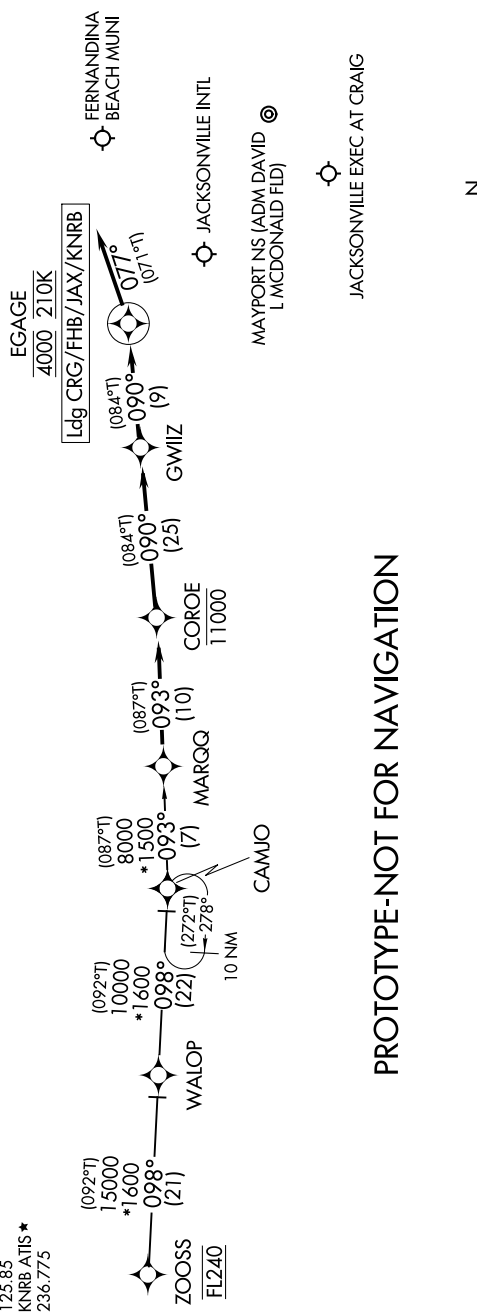 125.85
KNRB ATIS ★
236.775
ZOOSS
FL240
(092°T)
15000
*1600
098°
(21)
WALOP
(092°T)
10000
*1600
098°
(22)
(272°T)
278°
10 NM
CAMJO
(087°T)
8000
*1500
093°
(7)
MARQQ
(087°T)
093°
(10)
COROE
11000
(084°T)
090°
(25)
GWIIZ
(084°T)
090°
(9)
EGAGE
4000 210K
Ldg CRG/FHB/JAX/KNRB
077°
(071°T)
FERNANDINA
BEACH MUNI
JACKSONVILLE INTL
MAYPORT NS (ADM DAVID
L MCDONALD FLD)
JACKSONVILLE EXEC AT CRAIG
PROTOTYPE-NOT FOR NAVIGATION
N